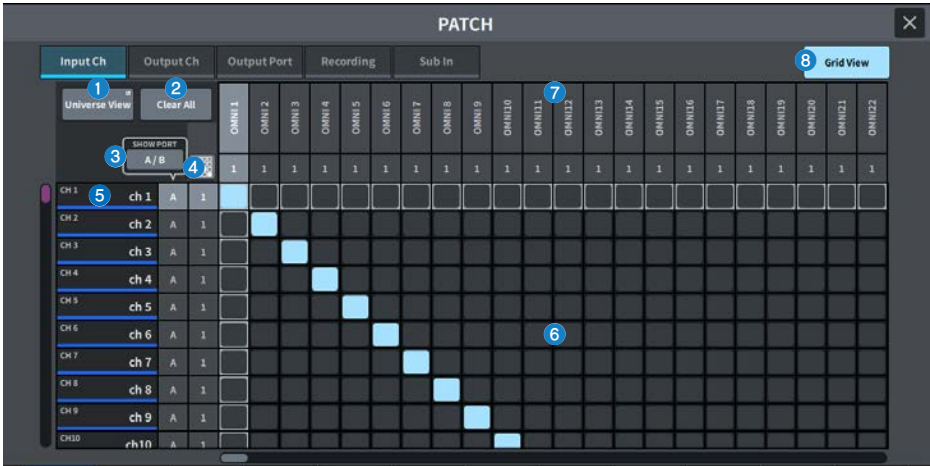 PATCH
Input Ch Output Ch Output Port Recording Sub In
8 Grid View
1 2 7
Universe View Clear All
OMNI 1 OMNI 2 OMNI 3 OMNI 4 OMNI 5 OMNI 6 OMNI 7 OMNI 8 OMNI 9 OMNI10 OMNI11 OMNI12 OMNI13 OMNI14 OMNI15 OMNI16 OMNI17 OMNI18 OMNI19 OMNI20 OMNI21 OMNI22
SHOW PORT
3 A / B 4
1 1 1 1 1 1 1 1 1 1 1 1 1 1 1 1 1 1 1 1 1 1
CH 1 5 ch 1 A 1
CH 2 ch 2 A 1
CH 3 ch 3 A 1
CH 4 ch 4 A 1
CH 5 ch 5 A 1
CH 6 ch 6 A 1 6
CH 7 ch 7 A 1
CH 8 ch 8 A 1
CH 9 ch 9 A 1
CH10 ch10 A 1